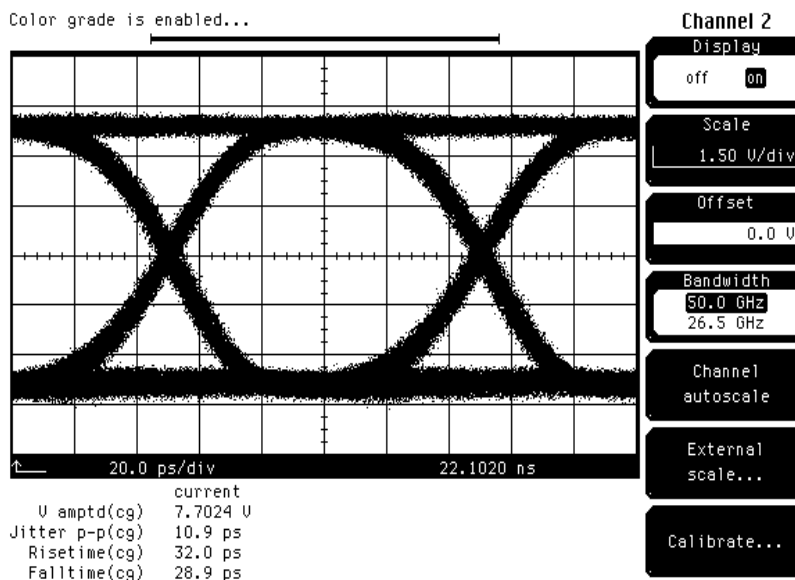 Color grade is enabled...
Channel 2
Display
off on
Scale
1.50 V/div
Offset
0.0 V
Bandwidth
50.0 GHz
26.5 GHz
Channel
autoscale
External
scale...
Calibrate...
20.0 ps/div 22.1020 ns
current
V amptd(cg) 7.7024 V
Jitter p-p(cg) 10.9 ps
Risetime(cg) 32.0 ps
Falltime(cg) 28.9 ps